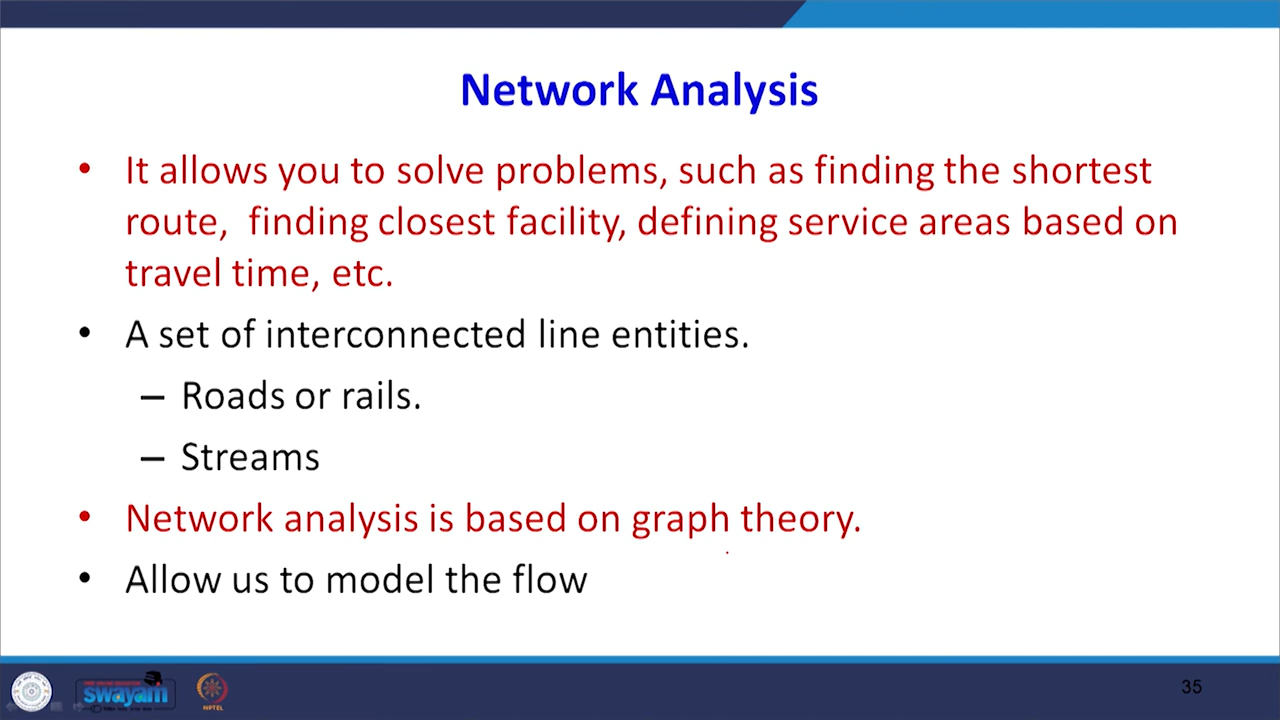 Network Analysis
• It allows you to solve problems, such as finding the shortest
route, finding closest facility, defining service areas based on
travel time, etc.
• A set of interconnected line entities.
– Roads or rails.
– Streams
• Network analysis is based on graph theory.
• Allow us to model the flow
swayam
NPTEL
35